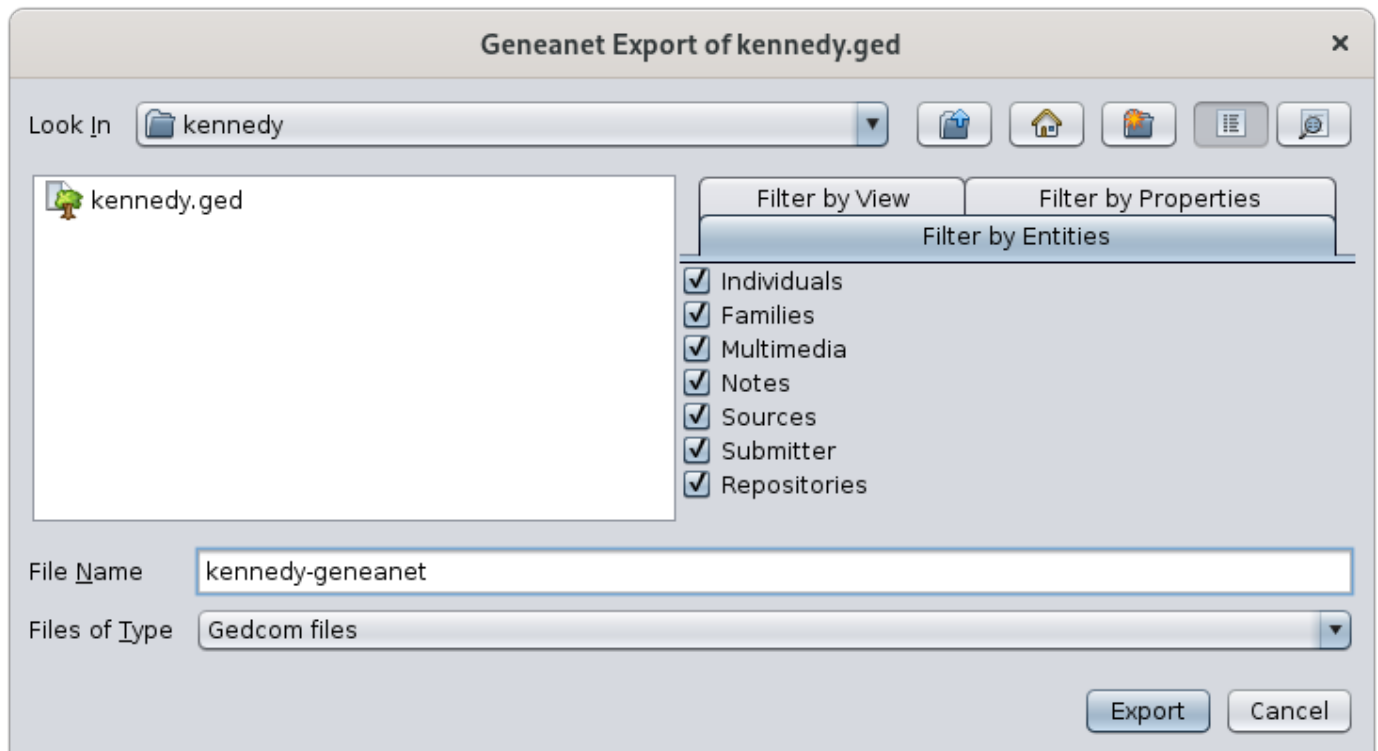 Geneanet Export of kennedy.ged
Look In kennedy
kennedy.ged
Filter by View Filter by Properties
Filter by Entities
Individuals
Families
Multimedia
Notes
Sources
Submitter
Repositories
File Name kennedy-geneanet
Files of Type Gedcom files
Export Cancel